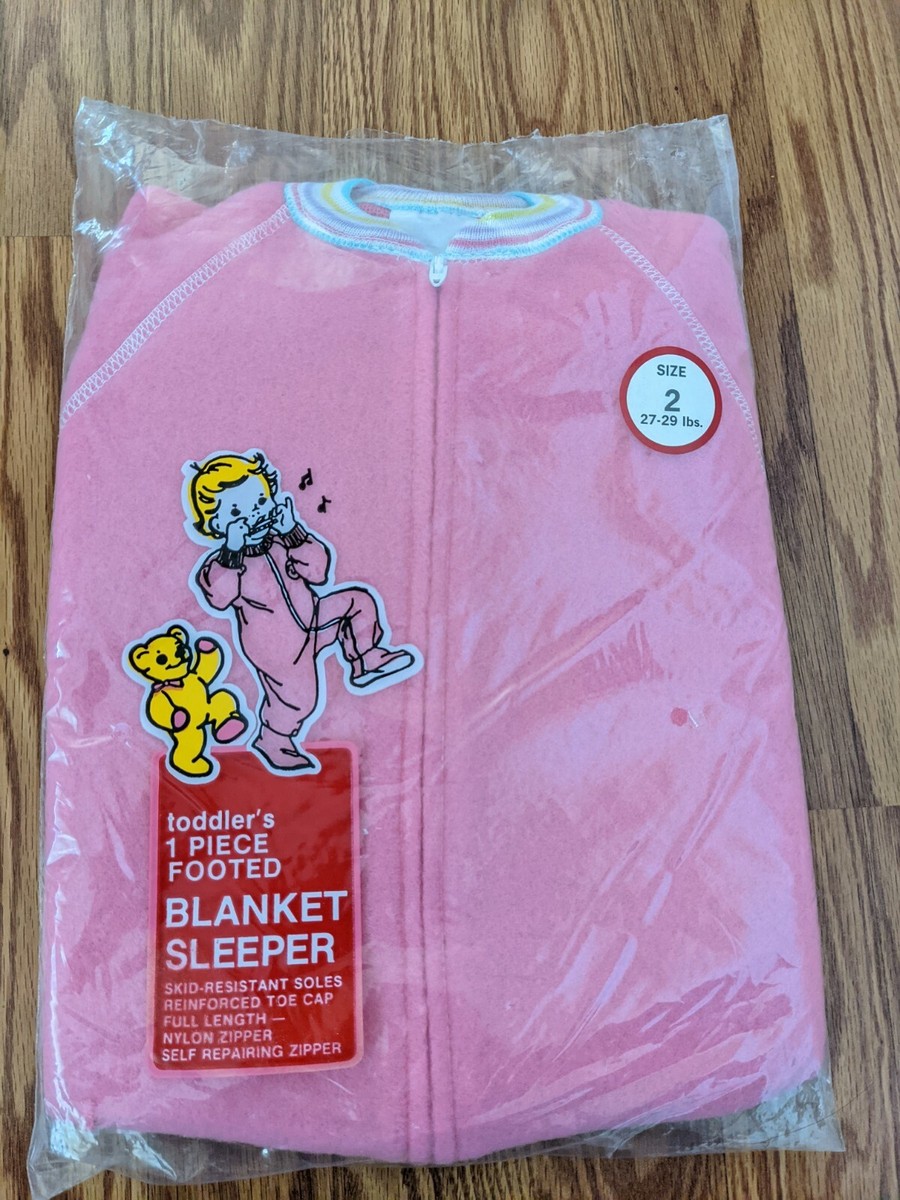 SIZE
2
27-29 lbs.
toddler's
1 PIECE
FOOTED
BLANKET
SLEEPER
SKID-RESISTANT SOLES
REINFORCED TOE CAP
FULL LENGTH —
NYLON ZIPPER
SELF REPAIRING ZIPPER